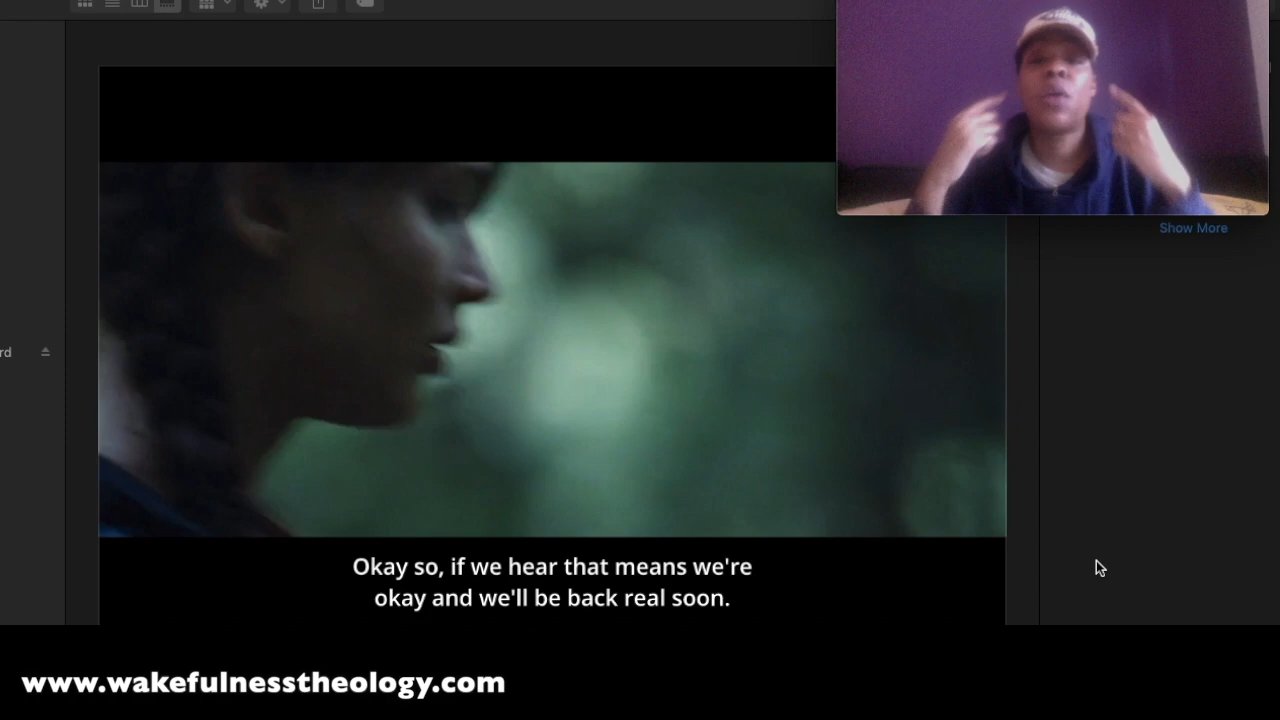 Show More
rd
Okay so, if we hear that means we're
okay and we'll be back real soon.
www.wakefulnesstheology.com